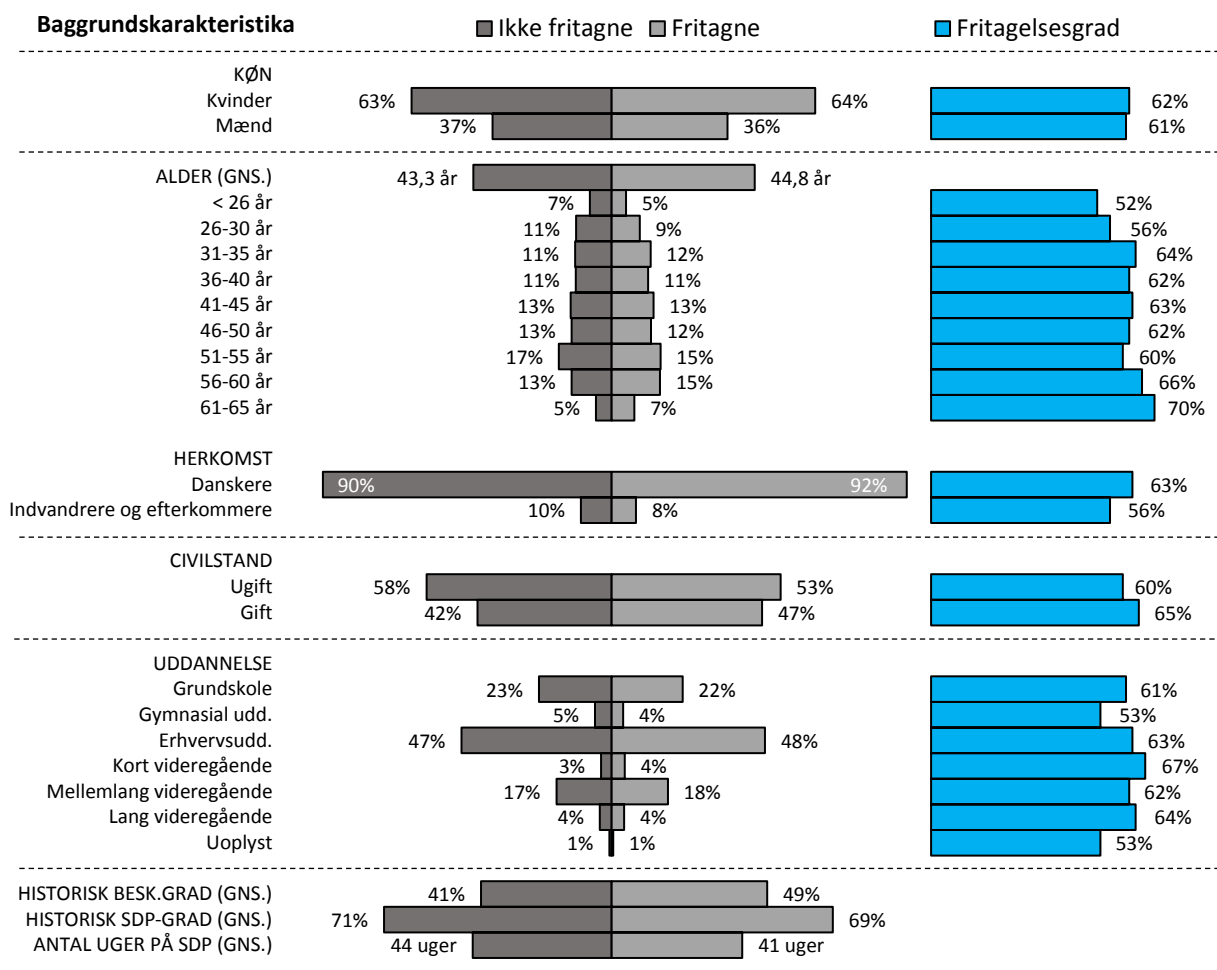 Baggrundskarakteristika Ikke fritagne Fritagne Fritagelsesgrad
KØN
Kvinder 63% 64% 62%
Mænd 37% 36% 61%
ALDER (GNS.) 43,3 år 44,8 år
< 26 år 7% 5% 52%
26-30 år 11% 9% 56%
31-35 år 11% 12% 64%
36-40 år 11% 11% 62%
41-45 år 13% 13% 63%
46-50 år 13% 12% 62%
51-55 år 17% 15% 60%
56-60 år 13% 15% 66%
61-65 år 5% 7% 70%
HERKOMST
Danskere 90% 92% 63%
Indvandrere og efterkommere 10% 8% 56%
CIVILSTAND
Ugift 58% 53% 60%
Gift 42% 47% 65%
UDDANNELSE
Grundskole 23% 22% 61%
Gymnasial udd. 5% 4% 53%
Erhvervsudd. 47% 48% 63%
Kort videregående 3% 4% 67%
Mellemlang videregående 17% 18% 62%
Lang videregående 4% 4% 64%
Uoplyst 1% 1% 53%
HISTORISK BESK.GRAD (GNS.) 41% 49%
HISTORISK SDP-GRAD (GNS.) 71% 69%
ANTAL UGER PÅ SDP (GNS.) 44 uger 41 uger